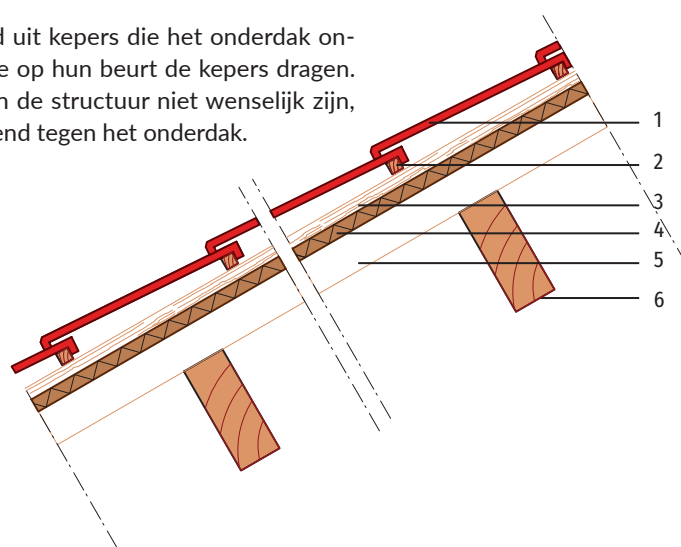 d uit kepers die het onderdak on-
e op hun beurt de kepers dragen.
n de structuur niet wenselijk zijn,
end tegen het onderdak.
1
2
3
4
5
6